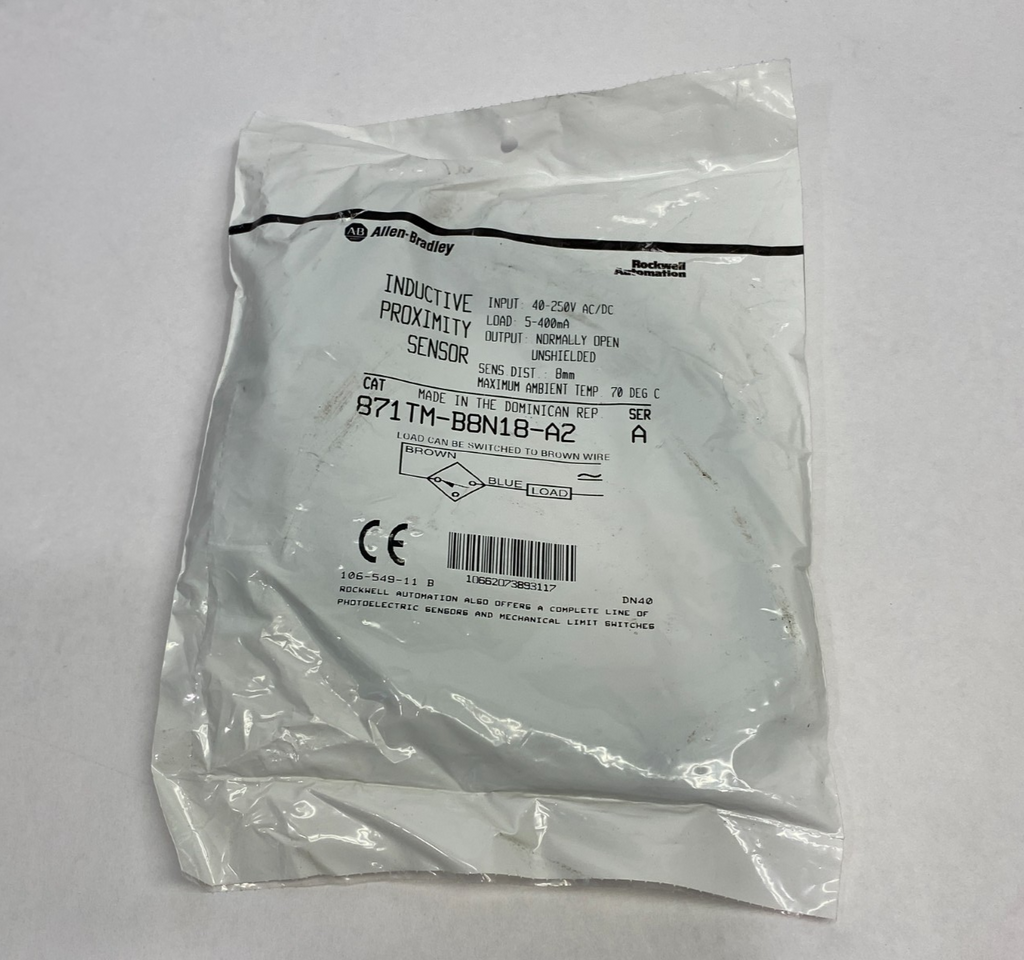 AB Allen-Bradley
Rockwell
Automation
INDUCTIVE
PROXIMITY
SENSOR
INPUT: 40-250V AC/DC
LOAD: 5-400mA
OUTPUT: NORMALLY OPEN
UNSHIELDED
SENS DIST.: 8mm
MAXIMUM AMBIENT TEMP 70 DEG C
CAT
MADE IN THE DOMINICAN REP.
SER
871TM-B8N18-A2
A
LOAD CAN BE SWITCHED TO BROWN WIRE
BROWN
BLUE
LOAD
CE
10662073893117
106-549-11 B
DN40
ROCKWELL AUTOMATION ALSO OFFERS A COMPLETE LINE OF
PHOTOELECTRIC SENSORS AND MECHANICAL LIMIT SWITCHES